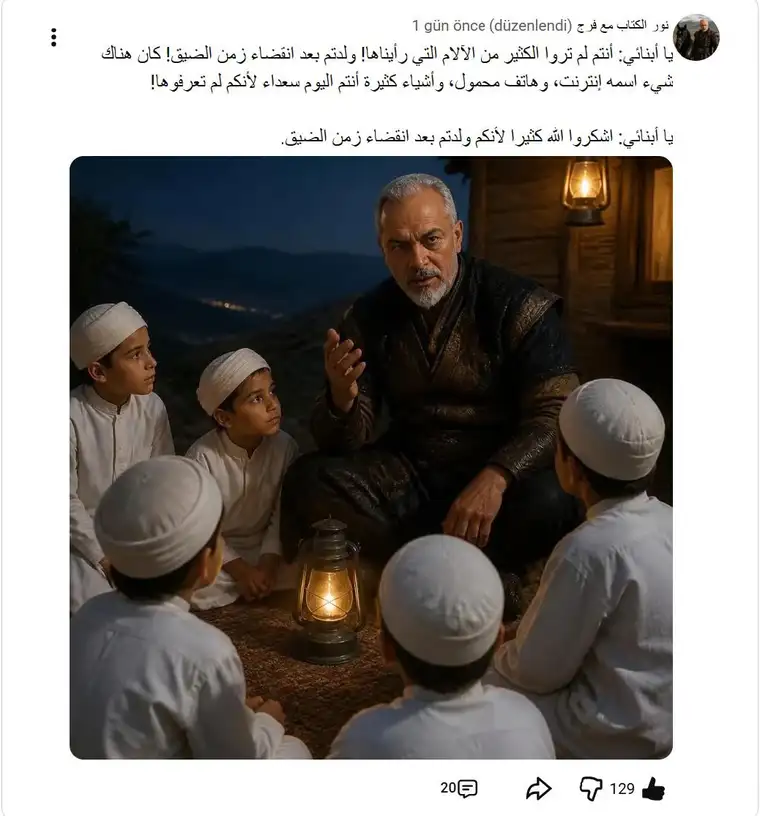 نور الكتاب مع فرج 1 gün önce (düzenlendi)
يا أبنائي: أنتم لم تروا الكثير من الآلام التي رأيناها! ولدتم بعد انقضاء زمن الضيق! كان هناك
شيء اسمه إنترنت، وهاتف محمول، وأشياء كثيرة أنتم اليوم سعداء لأنكم لم تعرفوها!
يا أبنائي: اشكروا الله كثيرا لأنكم ولدتم بعد انقضاء زمن الضيق.
129
20